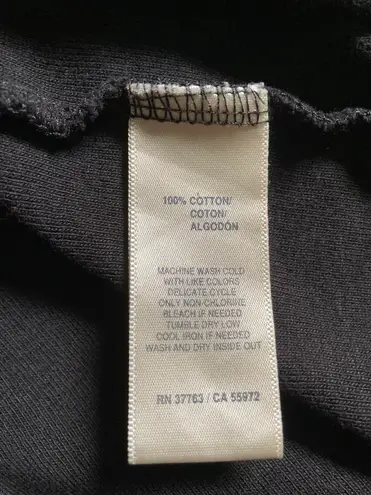 100% COTTON/
COTON/
ALGODÓN
MACHINE WASH COLD
WITH LIKE COLORS
DELICATE CYCLE
ONLY NON-CHLORINE
BLEACH IF NEEDED
TUMBLE DRY LOW
COOL IRON IF NEEDED
WASH AND DRY INSIDE OUT
RN 37763 / CA 55972